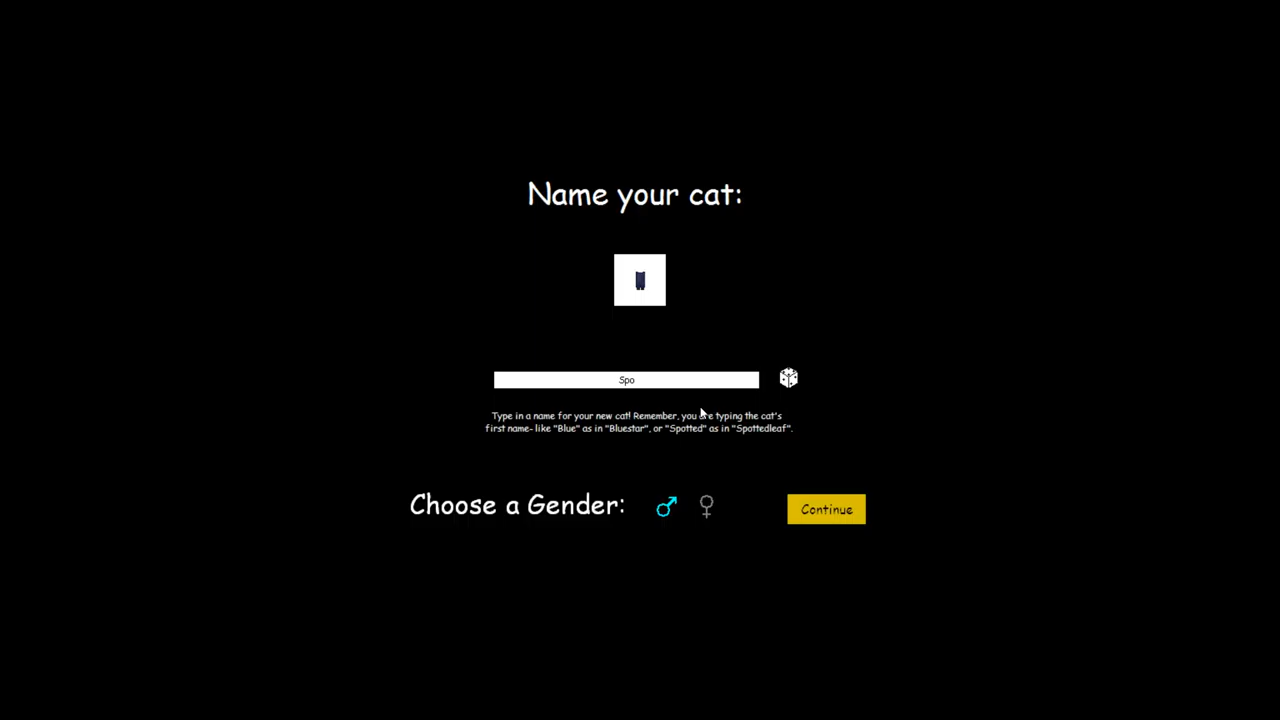 Name your cat:
Spo
Type in a name for your new cat! Remember, you are typing the cat's
first name- like "Blue" as in "Bluestar", or "Spotted" as in "Spottedleaf".
Choose a Gender:
Continue